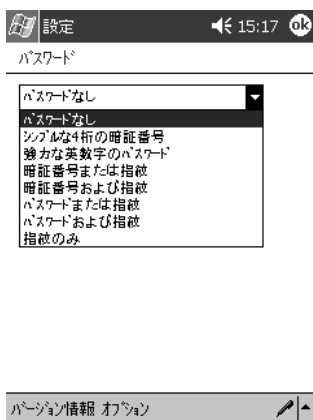 設定 15:17 ok
パスワード
パスワードなし
パスワードなし
シンプルな4桁の暗証番号
強力な英数字のパスワード
暗証番号または指紋
暗証番号および指紋
パスワードまたは指紋
パスワードおよび指紋
指紋のみ
バージョン情報 オプション